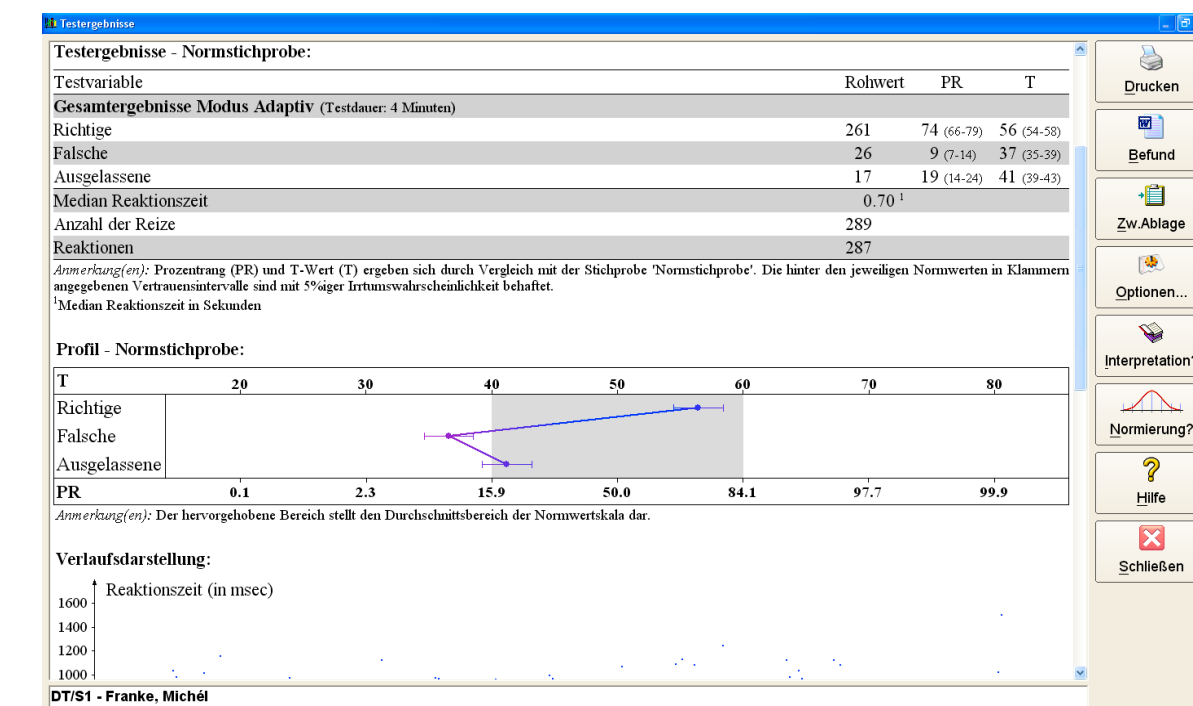 Testergebnisse
Testergebnisse - Normstichprobe:
Testvariable Rohwert PR T
Gesamtergebnisse Modus Adaptiv (Testdauer: 4 Minuten)
Richtige 261 74 (66-79) 56 (54-58)
Falsche 26 9 (7-14) 37 (35-39)
Ausgelassene 17 19 (14-24) 41 (39-43)
Median Reaktionszeit 0.70 1
Anzahl der Reize 289
Reaktionen 287
Anmerkung(en): Prozentrang (PR) und T-Wert (T) ergeben sich durch Vergleich mit der Stichprobe 'Normstichprobe'. Die hinter den jeweiligen Normwerten in Klammern
angegebenen Vertrauensintervalle sind mit 5%iger Irrtumswahrscheinlichkeit behaftet.
1Median Reaktionszeit in Sekunden
Profil - Normstichprobe:
T 20 30 40 50 60 70 80
Richtige
Falsche
Ausgelassene
PR 0.1 2.3 15.9 50.0 84.1 97.7 99.9
Anmerkung(en): Der hervorgehobene Bereich stellt den Durchschnittsbereich der Normwertskala dar.
Verlaufsdarstellung:
Reaktionszeit (in msec)
1600
1400
1200
1000
DT/S1 - Franke, Michél
Drucken
Befund
Zw.Ablage
Optionen...
Interpretation?
Normierung?
Hilfe
Schließen